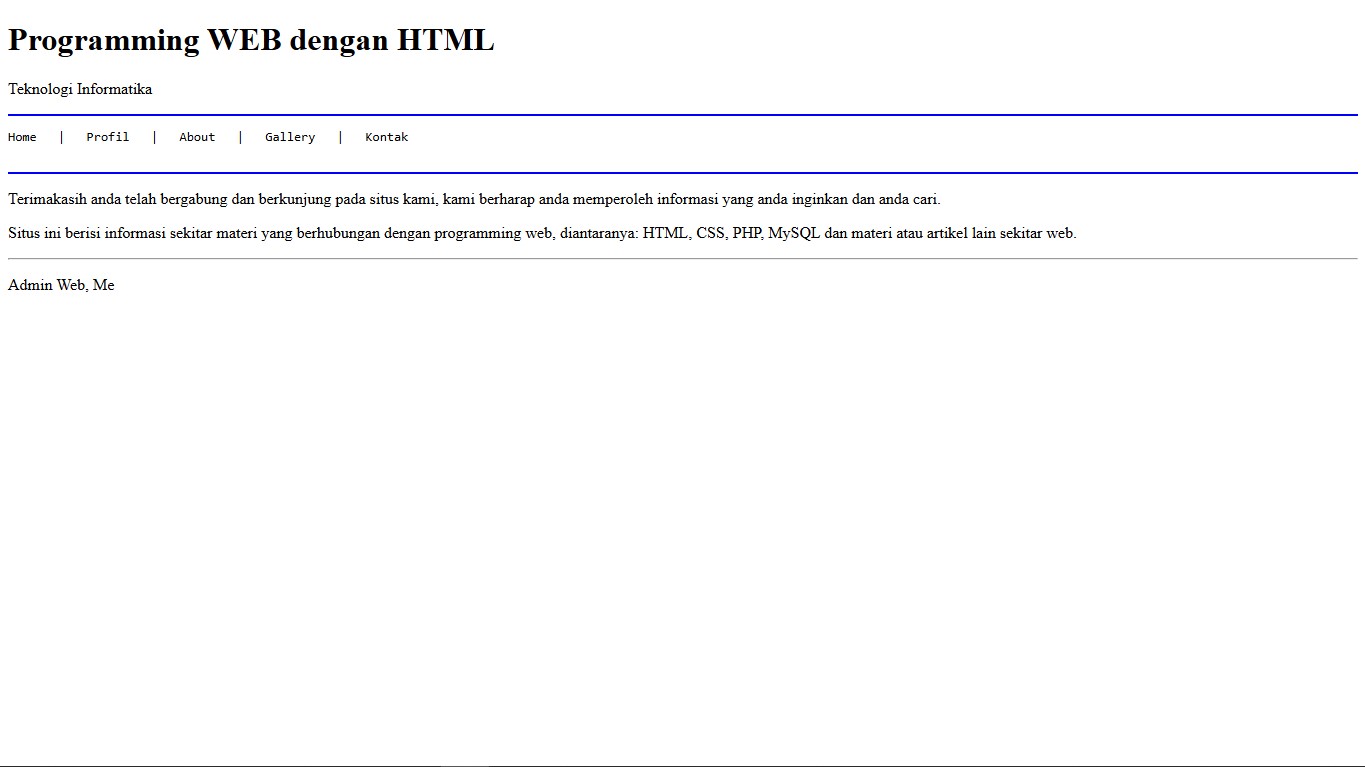 Programming WEB dengan HTML
Teknologi Informatika
Home | Profil | About | Gallery | Kontak
Terimakasih anda telah bergabung dan berkunjung pada situs kami, kami berharap anda memperoleh informasi yang anda inginkan dan anda cari.
Situs ini berisi informasi sekitar materi yang berhubungan dengan programming web, diantaranya: HTML, CSS, PHP, MySQL dan materi atau artikel lain sekitar web.
Admin Web, Me